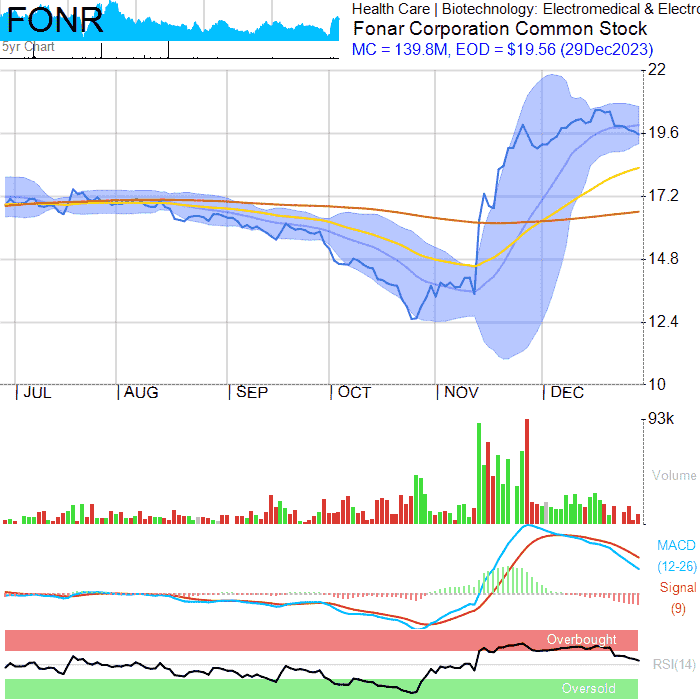 FONR
5yr Chart
Health Care | Biotechnology: Electromedical & Electro
Fonar Corporation Common Stock
MC = 139.8M, EOD = $19.56 (29Dec2023)
22
19.6
17.2
14.8
12.4
10
|JUL |AUG |SEP |OCT |NOV |DEC
93k
Volume
MACD
(12-26)
Signal
(9)
Overbought
RSI(14)
Oversold